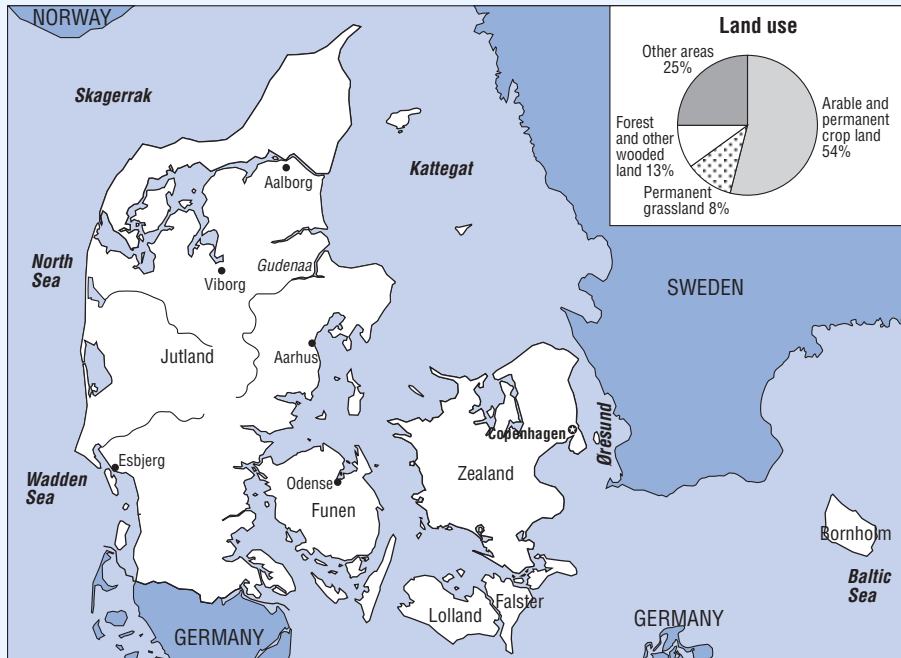 NORWAY
Skagerrak
Land use
Other areas
25%
Arable and
permanent
crop land
54%
Forest
and other
wooded
land 13%
Permanent
grassland 8%
Kattegat
Aalborg
North
Sea
Gudenaa
Viborg
SWEDEN
Jutland
Aarhus
Copenhagen
Øresund
Esbjerg
Wadden
Sea
Odense
Funen
Zealand
Bornholm
Baltic
Sea
Lolland
Falster
GERMANY
GERMANY